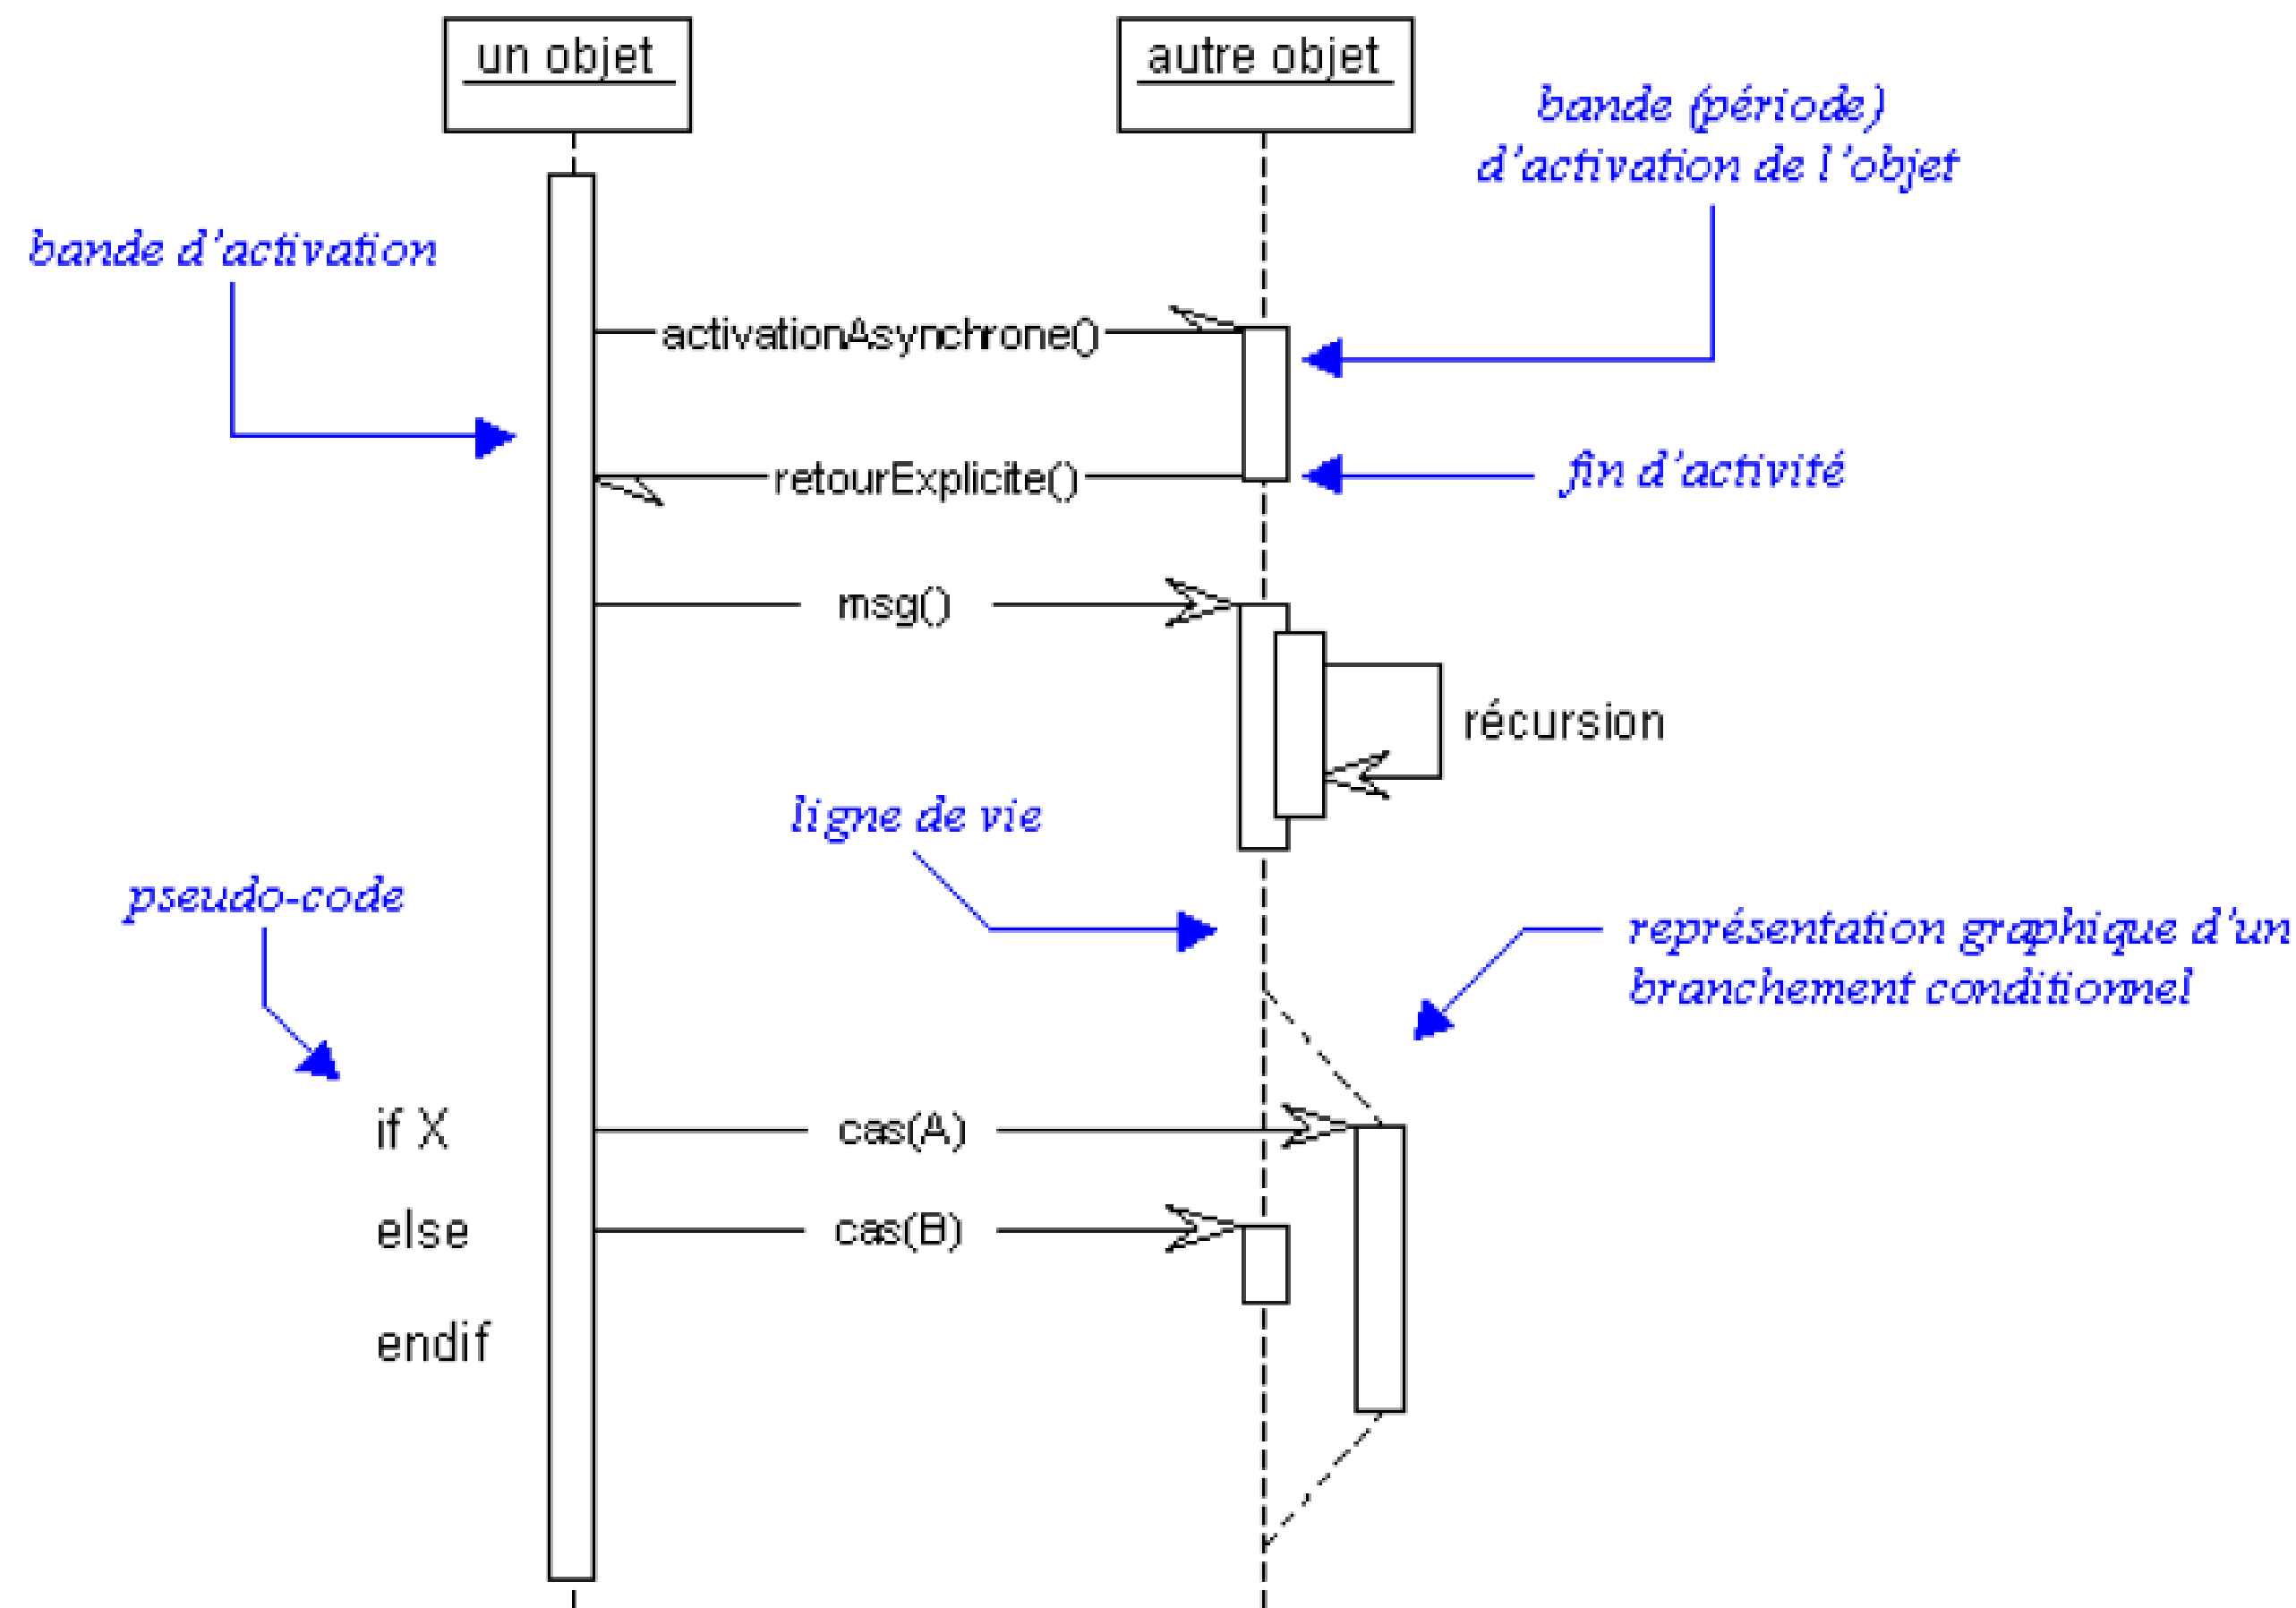 un objet
autre objet
bande (période)
d'activation de l'objet
bande d'activation
activationAsynchrone()
retourExplicite()
fin d'activité
msg()
récursion
ligne de vie
pseudo-code
représentation graphique d'un
branchement conditionnel
if X
cas(A)
else
cas(B)
endif